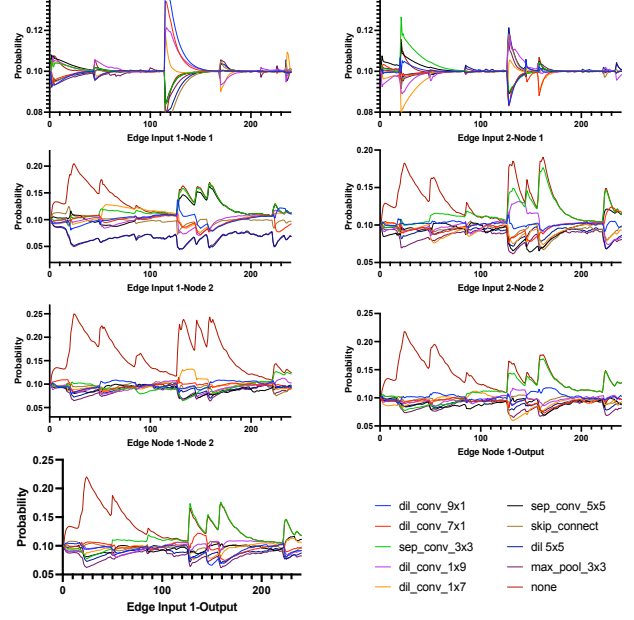 0.12
0.10
0.08
Probability
0 100 200
Edge Input 1-Node 1
0.12
0.10
0.08
Probability
0 100 200
Edge Input 2-Node 1
0.20
0.15
0.10
0.05
Probability
0 100 200
Edge Input 1-Node 2
0.20
0.15
0.10
0.05
Probability
0 100 200
Edge Input 2-Node 2
0.25
0.20
0.15
0.10
0.05
Probability
0 100 200
Edge Node 1-Node 2
0.25
0.20
0.15
0.10
0.05
Probability
0 100 200
Edge Node 1-Output
0.25
0.20
0.15
0.10
0.05
Probability
0 100 200
Edge Input 1-Output
dil_conv_9x1
dil_conv_7x1
sep_conv_3x3
dil_conv_1x9
dil_conv_1x7
sep_conv_5x5
skip_connect
dil 5x5
max_pool_3x3
none